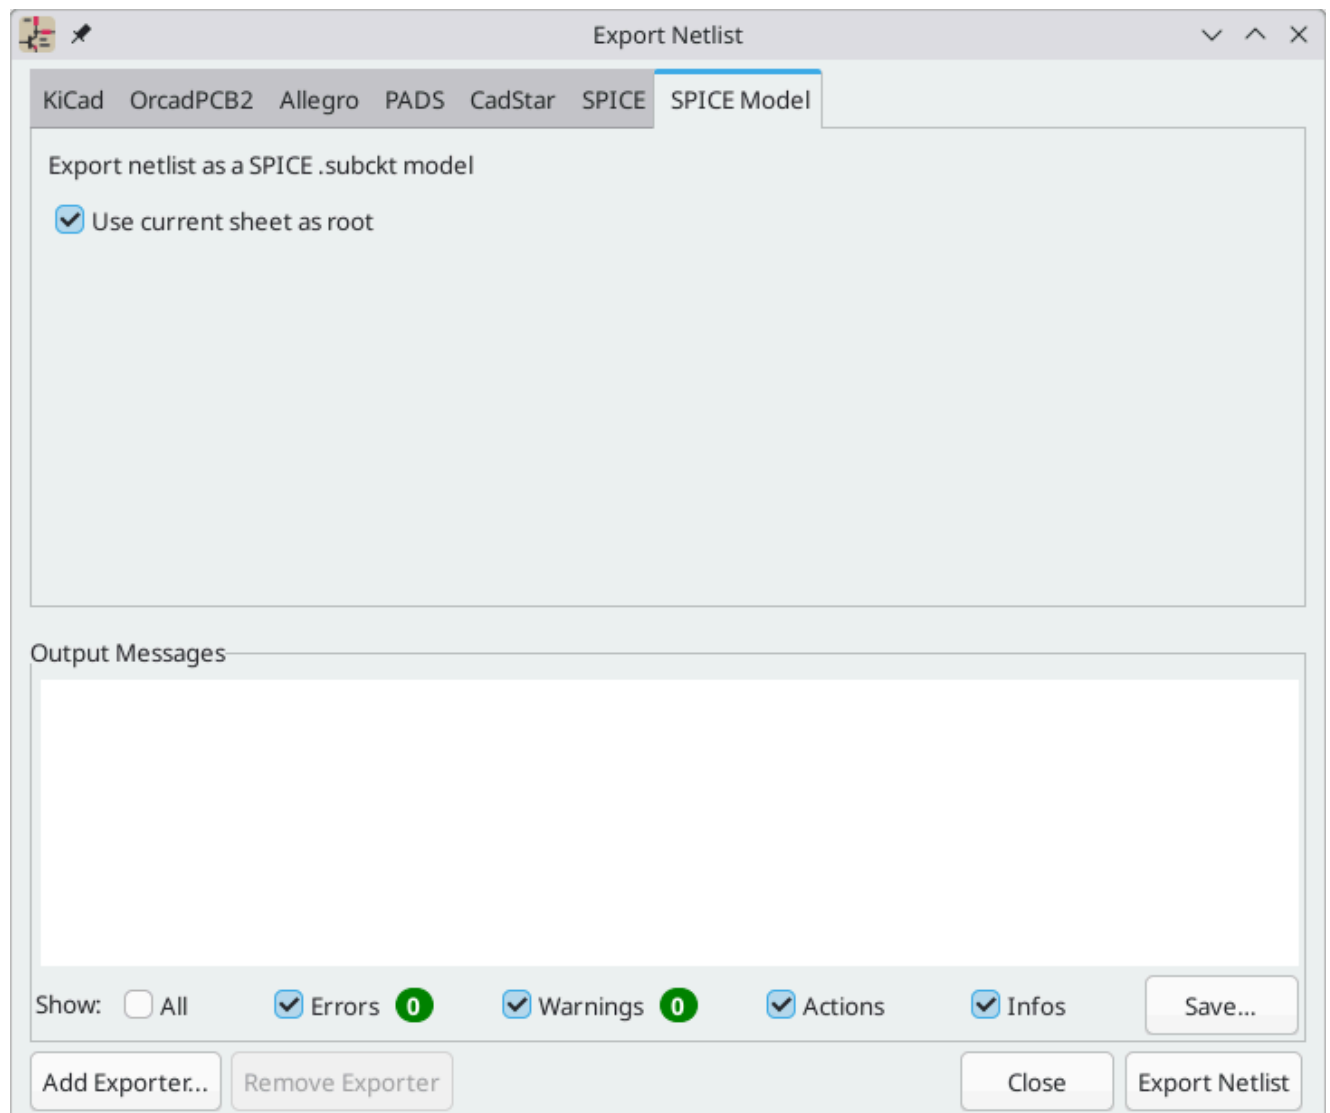 Export Netlist
KiCad OrcadPCB2 Allegro PADS CadStar SPICE SPICE Model
Export netlist as a SPICE .subckt model
Use current sheet as root
Output Messages
Show: All Errors 0 Warnings 0 Actions Infos Save...
Add Exporter... Remove Exporter Close Export Netlist